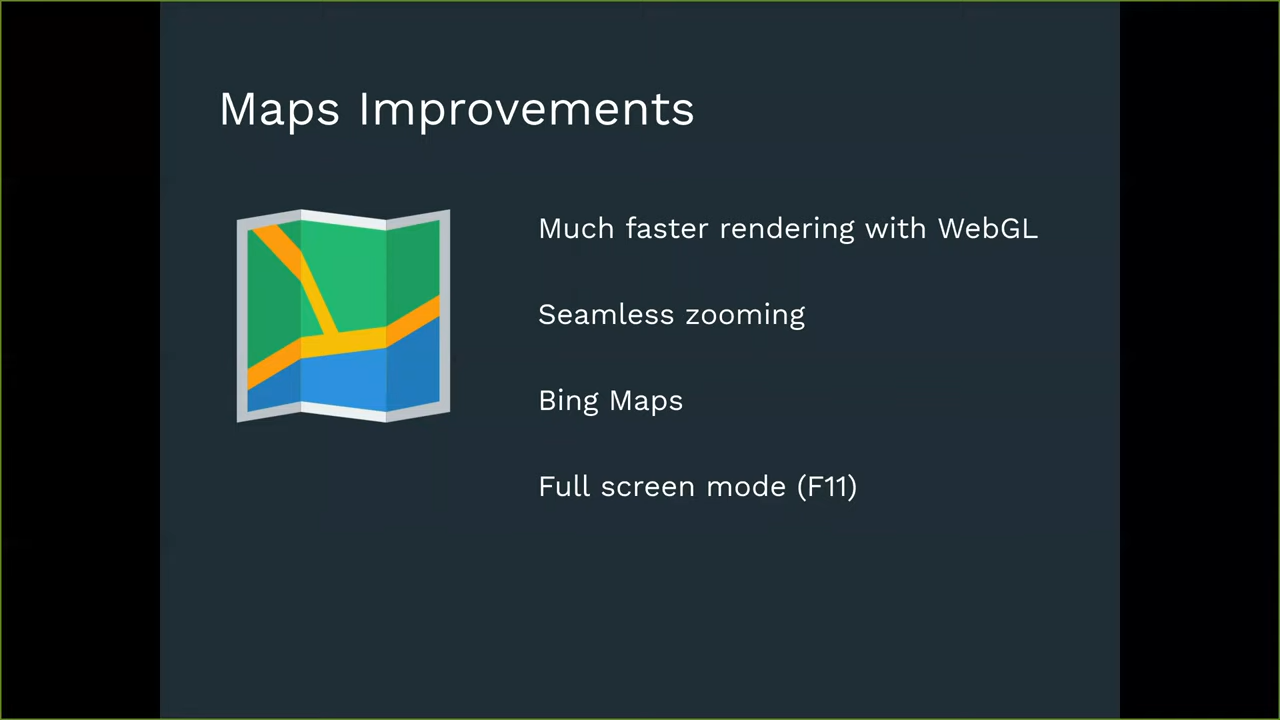 Maps Improvements
Much faster rendering with WebGL
Seamless zooming
Bing Maps
Full screen mode (F11)